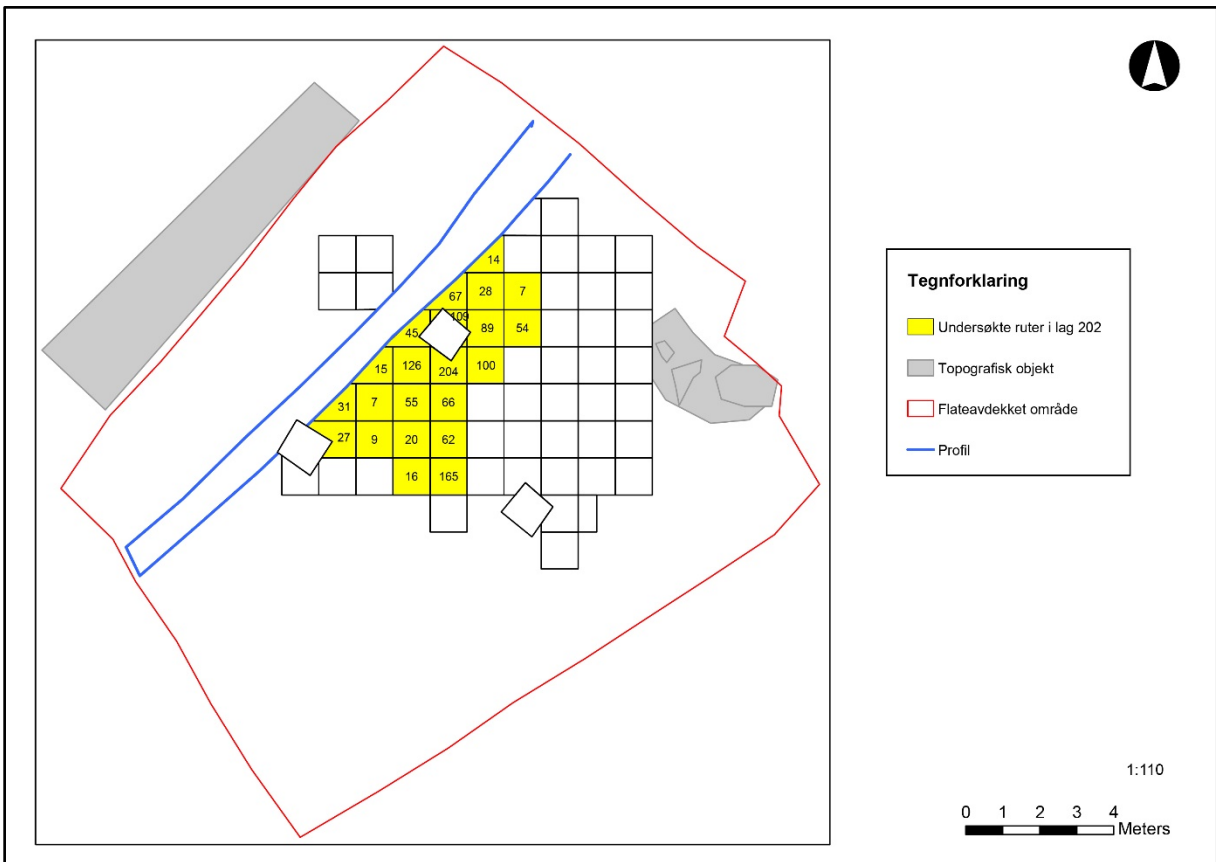 14
67 28 7
45 109 89 54
15 126 204 100
31 7 55 66
27 9 20 62
16 165
Tegnforklaring
Undersøkte ruter i lag 202
Topografisk objekt
Flateavdekket område
Profil
1:110
0 1 2 3 4
Meters